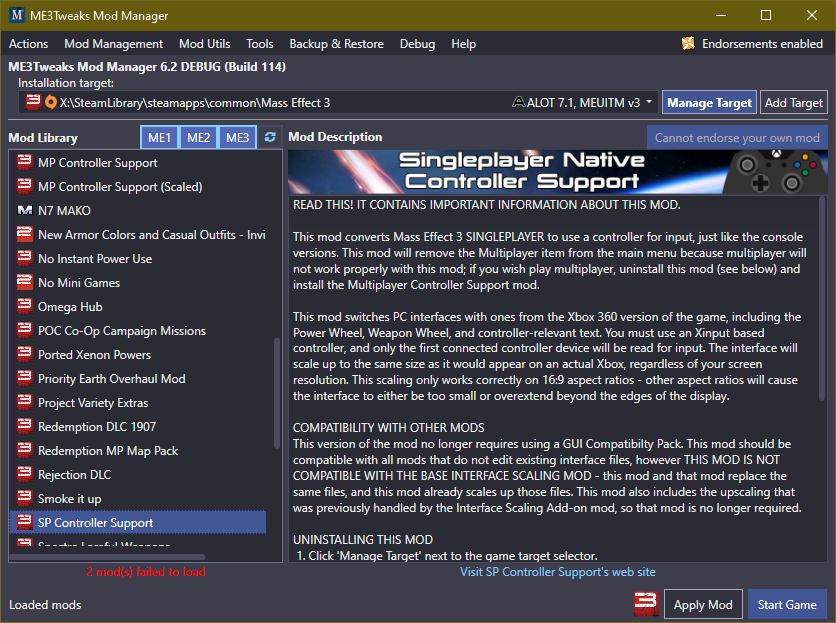 ME3Tweaks Mod Manager
Actions Mod Management Mod Utils Tools Backup & Restore Debug Help Endorsements enabled
ME3Tweaks Mod Manager 6.2 DEBUG (Build 114)
Installation target:
X:\SteamLibrary\steamapps\common\Mass Effect 3 ALOT 7.1, MEUITM v3 Manage Target Add Target
Mod Library ME1 ME2 ME3
MP Controller Support
MP Controller Support (Scaled)
N7 MAKO
New Armor Colors and Casual Outfits - Invi
No Instant Power Use
No Mini Games
Omega Hub
POC Co-Op Campaign Missions
Ported Xenon Powers
Priority Earth Overhaul Mod
Project Variety Extras
Redemption DLC 1907
Redemption MP Map Pack
Rejection DLC
Smoke it up
SP Controller Support
2 mod(s) failed to load
Mod Description Cannot endorse your own mod
Singleplayer Native
Controller Support
READ THIS! IT CONTAINS IMPORTANT INFORMATION ABOUT THIS MOD.
This mod converts Mass Effect 3 SINGLEPLAYER to use a controller for input, just like the console
versions. This mod will remove the Multiplayer item from the main menu because multiplayer will
not work properly with this mod; if you wish play multiplayer, uninstall this mod (see below) and
install the Multiplayer Controller Support mod.
This mod switches PC interfaces with ones from the Xbox 360 version of the game, including the
Power Wheel, Weapon Wheel, and controller-relevant text. You must use an Xinput based
controller, and only the first connected controller device will be read for input. The interface will
scale up to the same size as it would appear on an actual Xbox, regardless of your screen
resolution. This scaling only works correctly on 16:9 aspect ratios - other aspect ratios will cause
the interface to either be too small or overextend beyond the edges of the display.
COMPATIBILITY WITH OTHER MODS
This version of the mod no longer requires using a GUI Compatibilty Pack. This mod should be
compatible with all mods that do not edit existing interface files, however THIS MOD IS NOT
COMPATIBLE WITH THE BASE INTERFACE SCALING MOD - this mod and that mod replace the
same files, and this mod already scales up those files. This mod also includes the upscaling that
was previously handled by the Interface Scaling Add-on mod, so that mod is no longer required.
UNINSTALLING THIS MOD
1. Click 'Manage Target' next to the game target selector.
Visit SP Controller Support's web site
Loaded mods Apply Mod Start Game